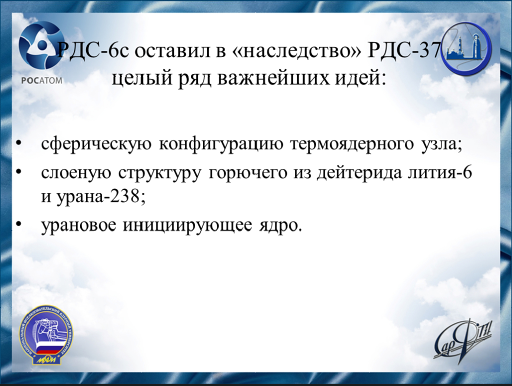 РДС-6с оставил в «наследство» РДС-37
целый ряд важнейших идей:
РОСАТОМ
• сферическую конфигурацию термоядерного узла;
• слоеную структуру горючего из дейтерида лития-6
и урана-238;
• урановое инициирующее ядро.
СарФТИ